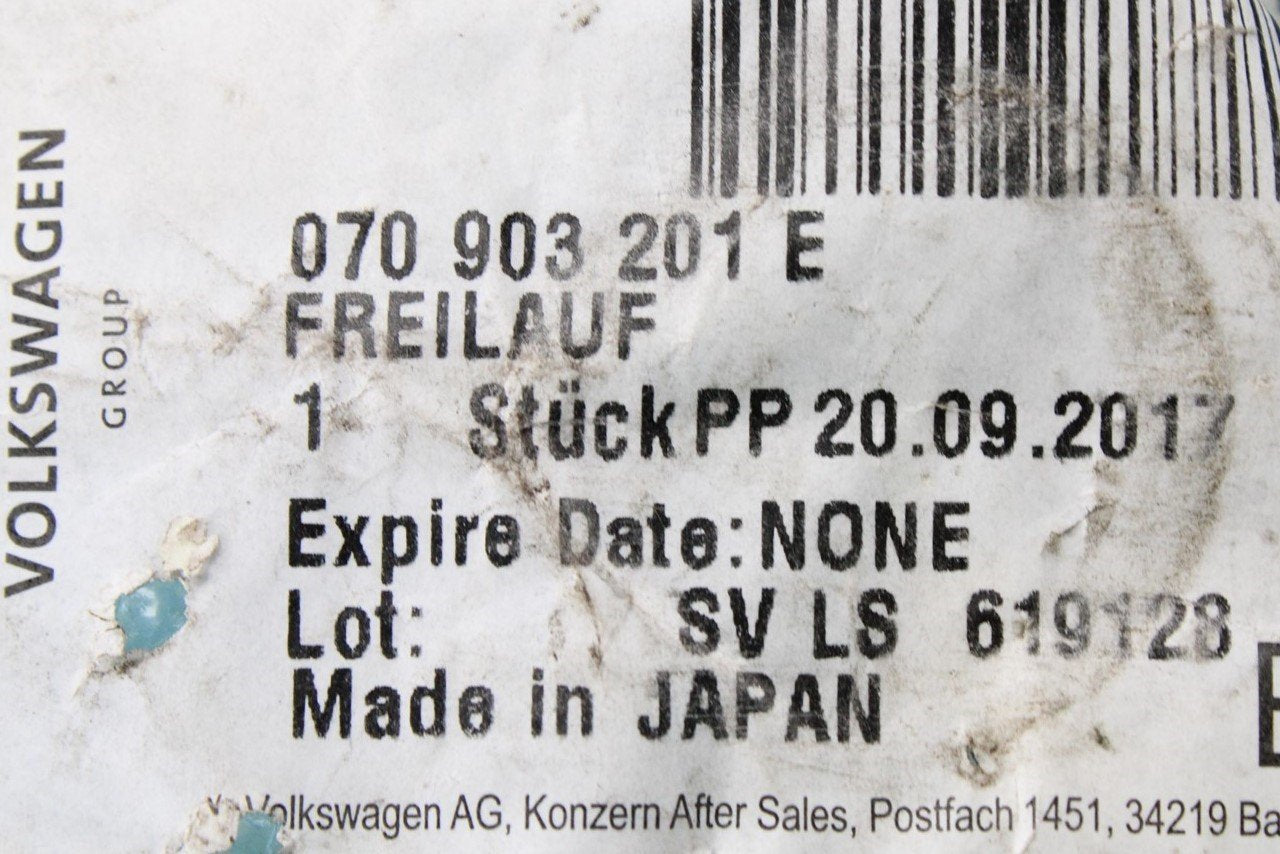 VOLKSWAGEN
GROUP
070 903 201 E
FREILAUF
1 Stück PP 20.09.2017
Expire Date: NONE
Lot: SV LS 619128
Made in JAPAN
Volkswagen AG, Konzern After Sales, Postfach 1451, 34219